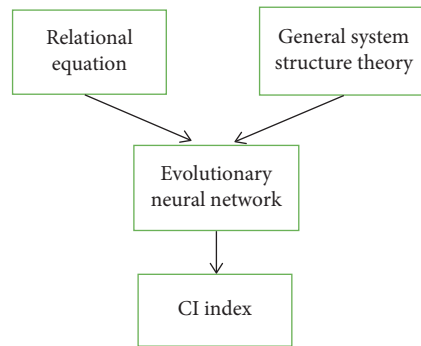 Relational
equation
General system
structure theory
Evolutionary
neural network
CI index